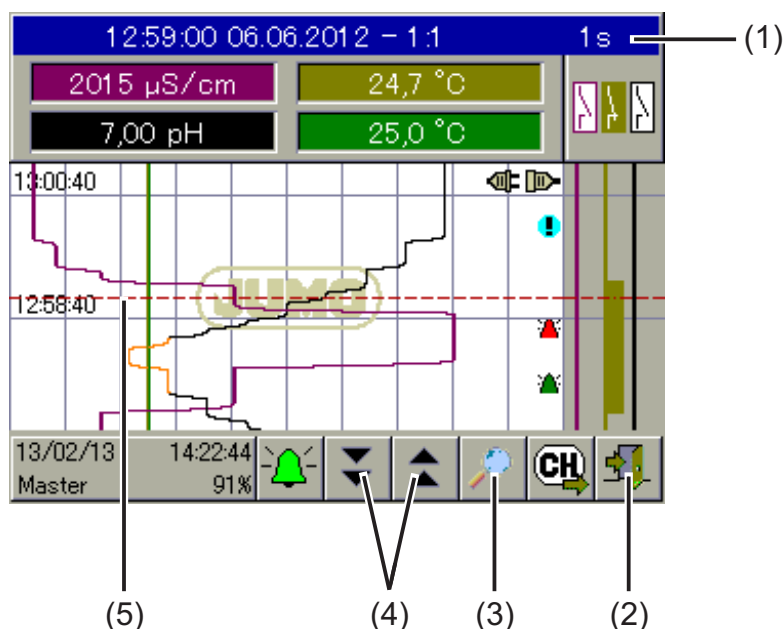 12:59:00 06.06.2012 - 1:1 1s
(1)
2015 µS/cm 24,7 °C
7,00 pH 25,0 °C
13:00:40
JUMO
12:58:40
13/02/13 14:22:44
Master 91%
CH
(5) (4) (3) (2)